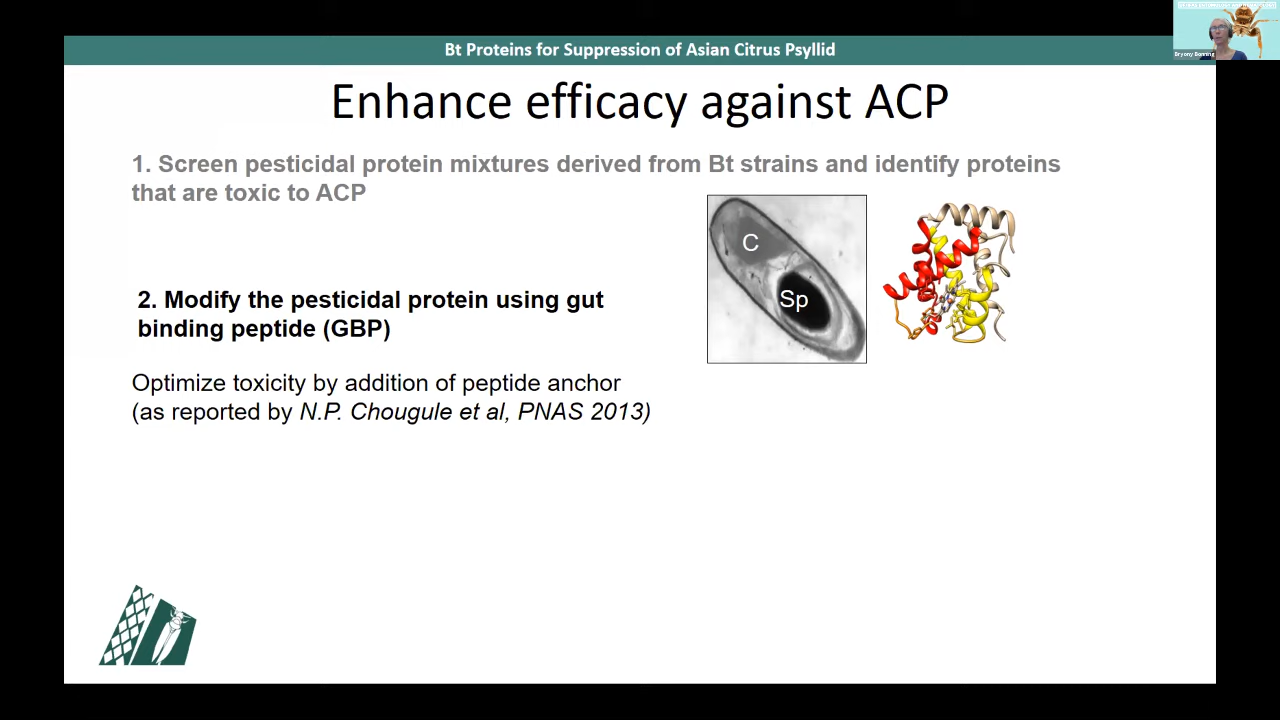 Bt Proteins for Suppression of Asian Citrus Psyllid
Bryony Bonning
Enhance efficacy against ACP
1. Screen pesticidal protein mixtures derived from Bt strains and identify proteins
that are toxic to ACP
C
Sp
2. Modify the pesticidal protein using gut
binding peptide (GBP)
Optimize toxicity by addition of peptide anchor
(as reported by N.P. Chougule et al, PNAS 2013)